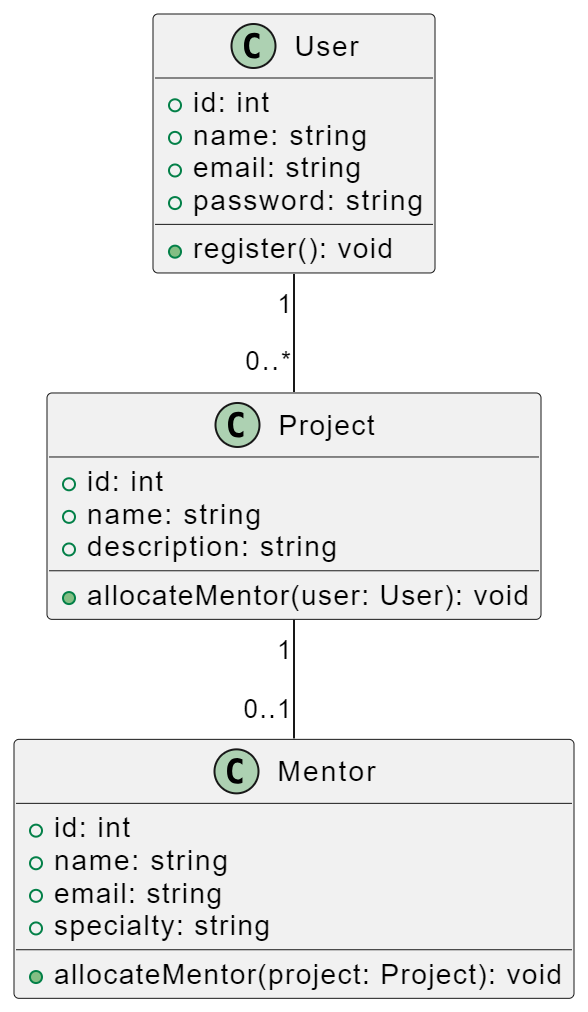 C User
id: int
name: string
email: string
password: string
register(): void
1
0..*
C Project
id: int
name: string
description: string
allocateMentor(user: User): void
1
0..1
C Mentor
id: int
name: string
email: string
specialty: string
allocateMentor(project: Project): void